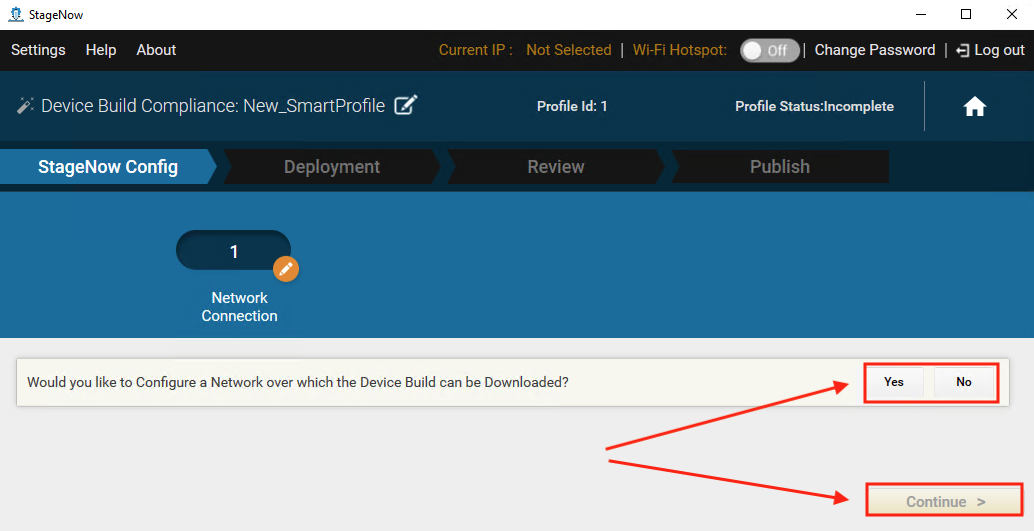 StageNow
Settings Help About Current IP : Not Selected | Wi-Fi Hotspot: Off | Change Password | Log out
Device Build Compliance: New_SmartProfile Profile Id: 1 Profile Status:Incomplete
StageNow Config Deployment Review Publish
1
Network
Connection
Would you like to Configure a Network over which the Device Build can be Downloaded? Yes No
Continue >